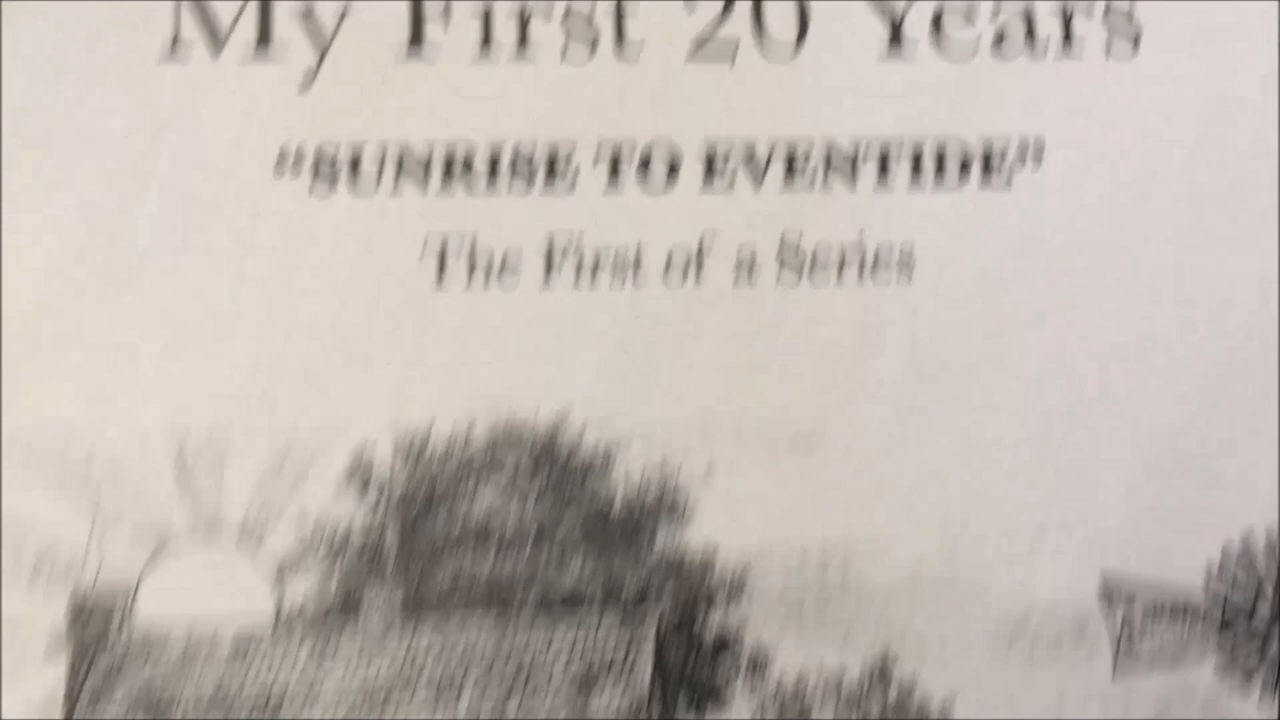 My First 20 Years
"SUNRISE TO EVENTIDE"
The First of a Series